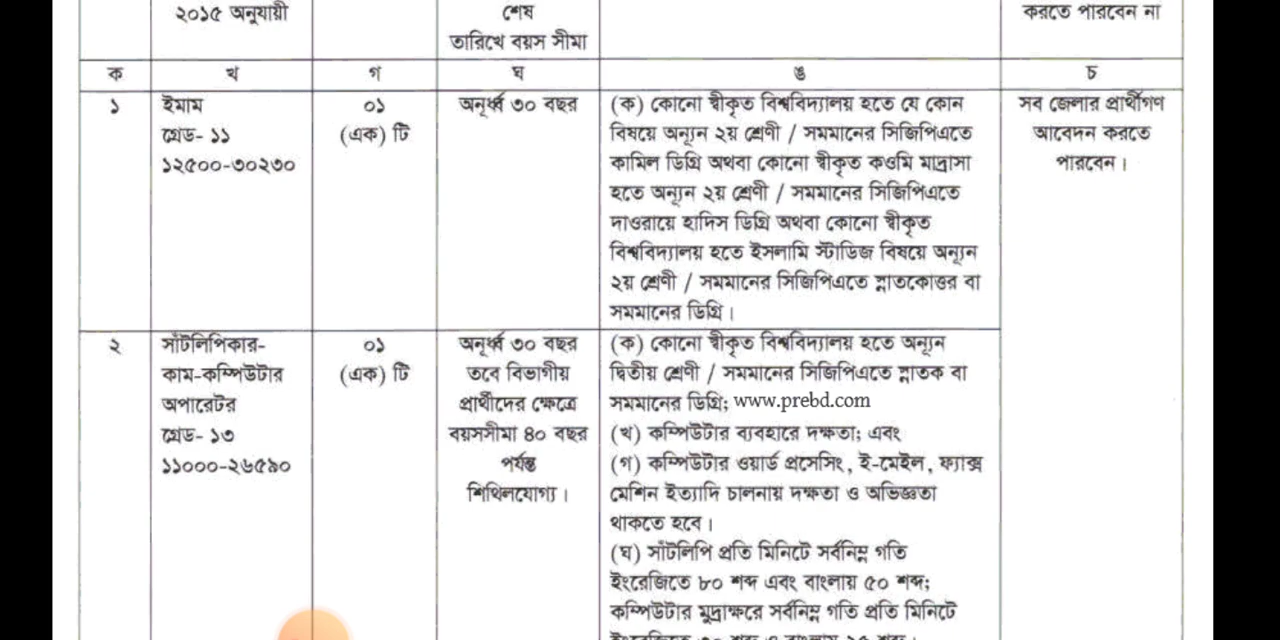 ২০১৫ অনুযায়ী
শেষ
তারিখে বয়স সীমা
করতে পারবেন না
ক খ গ ঘ ঙ চ
১
ইমাম
গ্রেড- ১১
১২৫০০-৩০২৩০
০১
(এক) টি
অনূর্ধ্ব ৩০ বছর
(ক) কোনো স্বীকৃত বিশ্ববিদ্যালয় হতে যে কোন
বিষয়ে অন্যূন ২য় শ্রেণী / সমমানের সিজিপিএতে
কামিল ডিগ্রি অথবা কোনো স্বীকৃত কওমি মাদ্রাসা
হতে অন্যূন ২য় শ্রেণী / সমমানের সিজিপিএতে
দাওরায়ে হাদিস ডিগ্রি অথবা কোনো স্বীকৃত
বিশ্ববিদ্যালয় হতে ইসলামি স্টাডিজ বিষয়ে অন্যূন
২য় শ্রেণী / সমমানের সিজিপিএতে স্নাতকোত্তর বা
সমমানের ডিগ্রি।
সব জেলার প্রার্থীগণ
আবেদন করতে
পারবেন।
২
সাঁটলিপিকার-
কাম-কম্পিউটার
অপারেটর
গ্রেড- ১৩
১১০০০-২৬৫৯০
০১
(এক) টি
অনূর্ধ্ব ৩০ বছর
তবে বিভাগীয়
প্রার্থীদের ক্ষেত্রে
বয়সসীমা ৪০ বছর
পর্যন্ত
শিথিলযোগ্য।
(ক) কোনো স্বীকৃত বিশ্ববিদ্যালয় হতে অন্যূন
দ্বিতীয় শ্রেণী / সমমানের সিজিপিএতে স্নাতক বা
সমমানের ডিগ্রি; www.prebd.com
(খ) কম্পিউটার ব্যবহারে দক্ষতা; এবং
(গ) কম্পিউটার ওয়ার্ড প্রসেসিং, ই-মেইল, ফ্যাক্স
মেশিন ইত্যাদি চালনায় দক্ষতা ও অভিজ্ঞতা
থাকতে হবে।
(ঘ) সাঁটলিপি প্রতি মিনিটে সর্বনিম্ন গতি
ইংরেজিতে ৮০ শব্দ এবং বাংলায় ৫০ শব্দ;
কম্পিউটার মুদ্রাক্ষরে সর্বনিম্ন গতি প্রতি মিনিটে